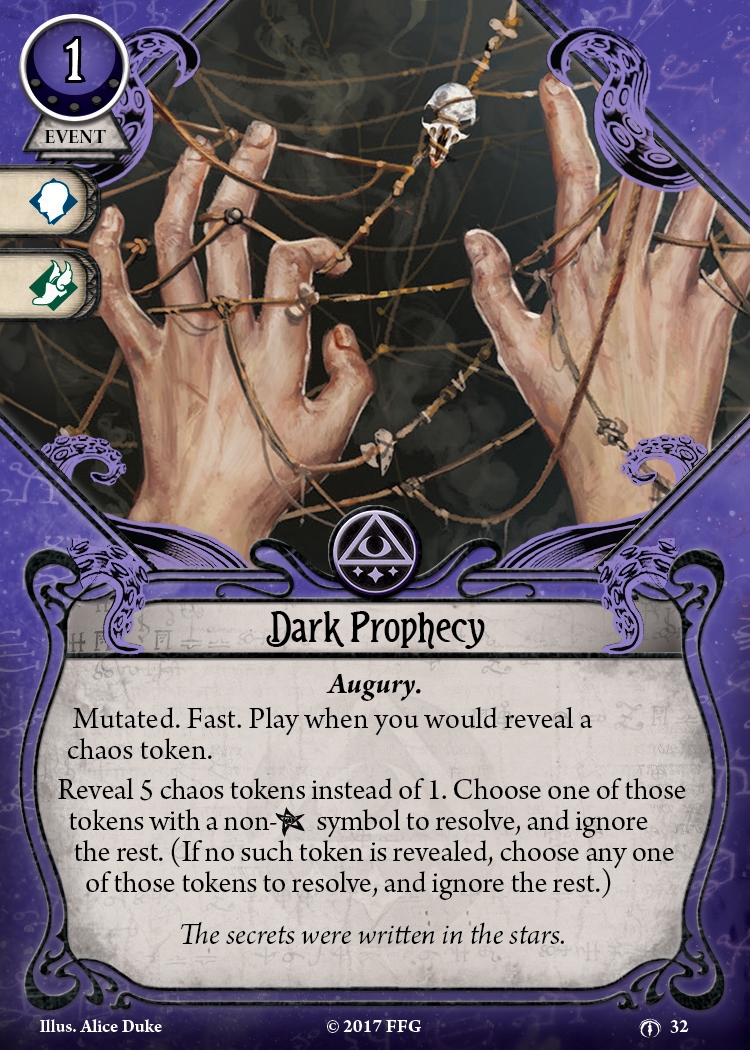 1
EVENT
Dark Prophecy
Augury.
Mutated. Fast. Play when you would reveal a
chaos token.
Reveal 5 chaos tokens instead of 1. Choose one of those
tokens with a non- symbol to resolve, and ignore
the rest. (If no such token is revealed, choose any one
of those tokens to resolve, and ignore the rest.)
The secrets were written in the stars.
Illus. Alice Duke © 2017 FFG 32